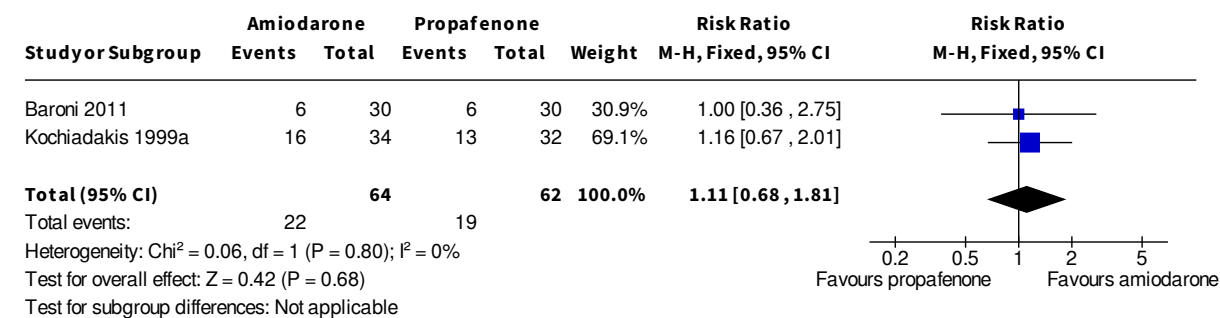 Amiodarone Propafenone Risk Ratio Risk Ratio
Study or Subgroup Events Total Events Total Weight M-H, Fixed, 95% CI M-H, Fixed, 95% CI
Baroni 2011 6 30 6 30 30.9% 1.00 [0.36 , 2.75]
Kochiadakis 1999a 16 34 13 32 69.1% 1.16 [0.67 , 2.01]
Total (95% CI) 64 62 100.0% 1.11 [0.68 , 1.81]
Total events: 22 19
Heterogeneity: Chi² = 0.06, df = 1 (P = 0.80); I² = 0%
0.2 0.5 1 2 5
Test for overall effect: Z = 0.42 (P = 0.68)
Favours propafenone Favours amiodarone
Test for subgroup differences: Not applicable